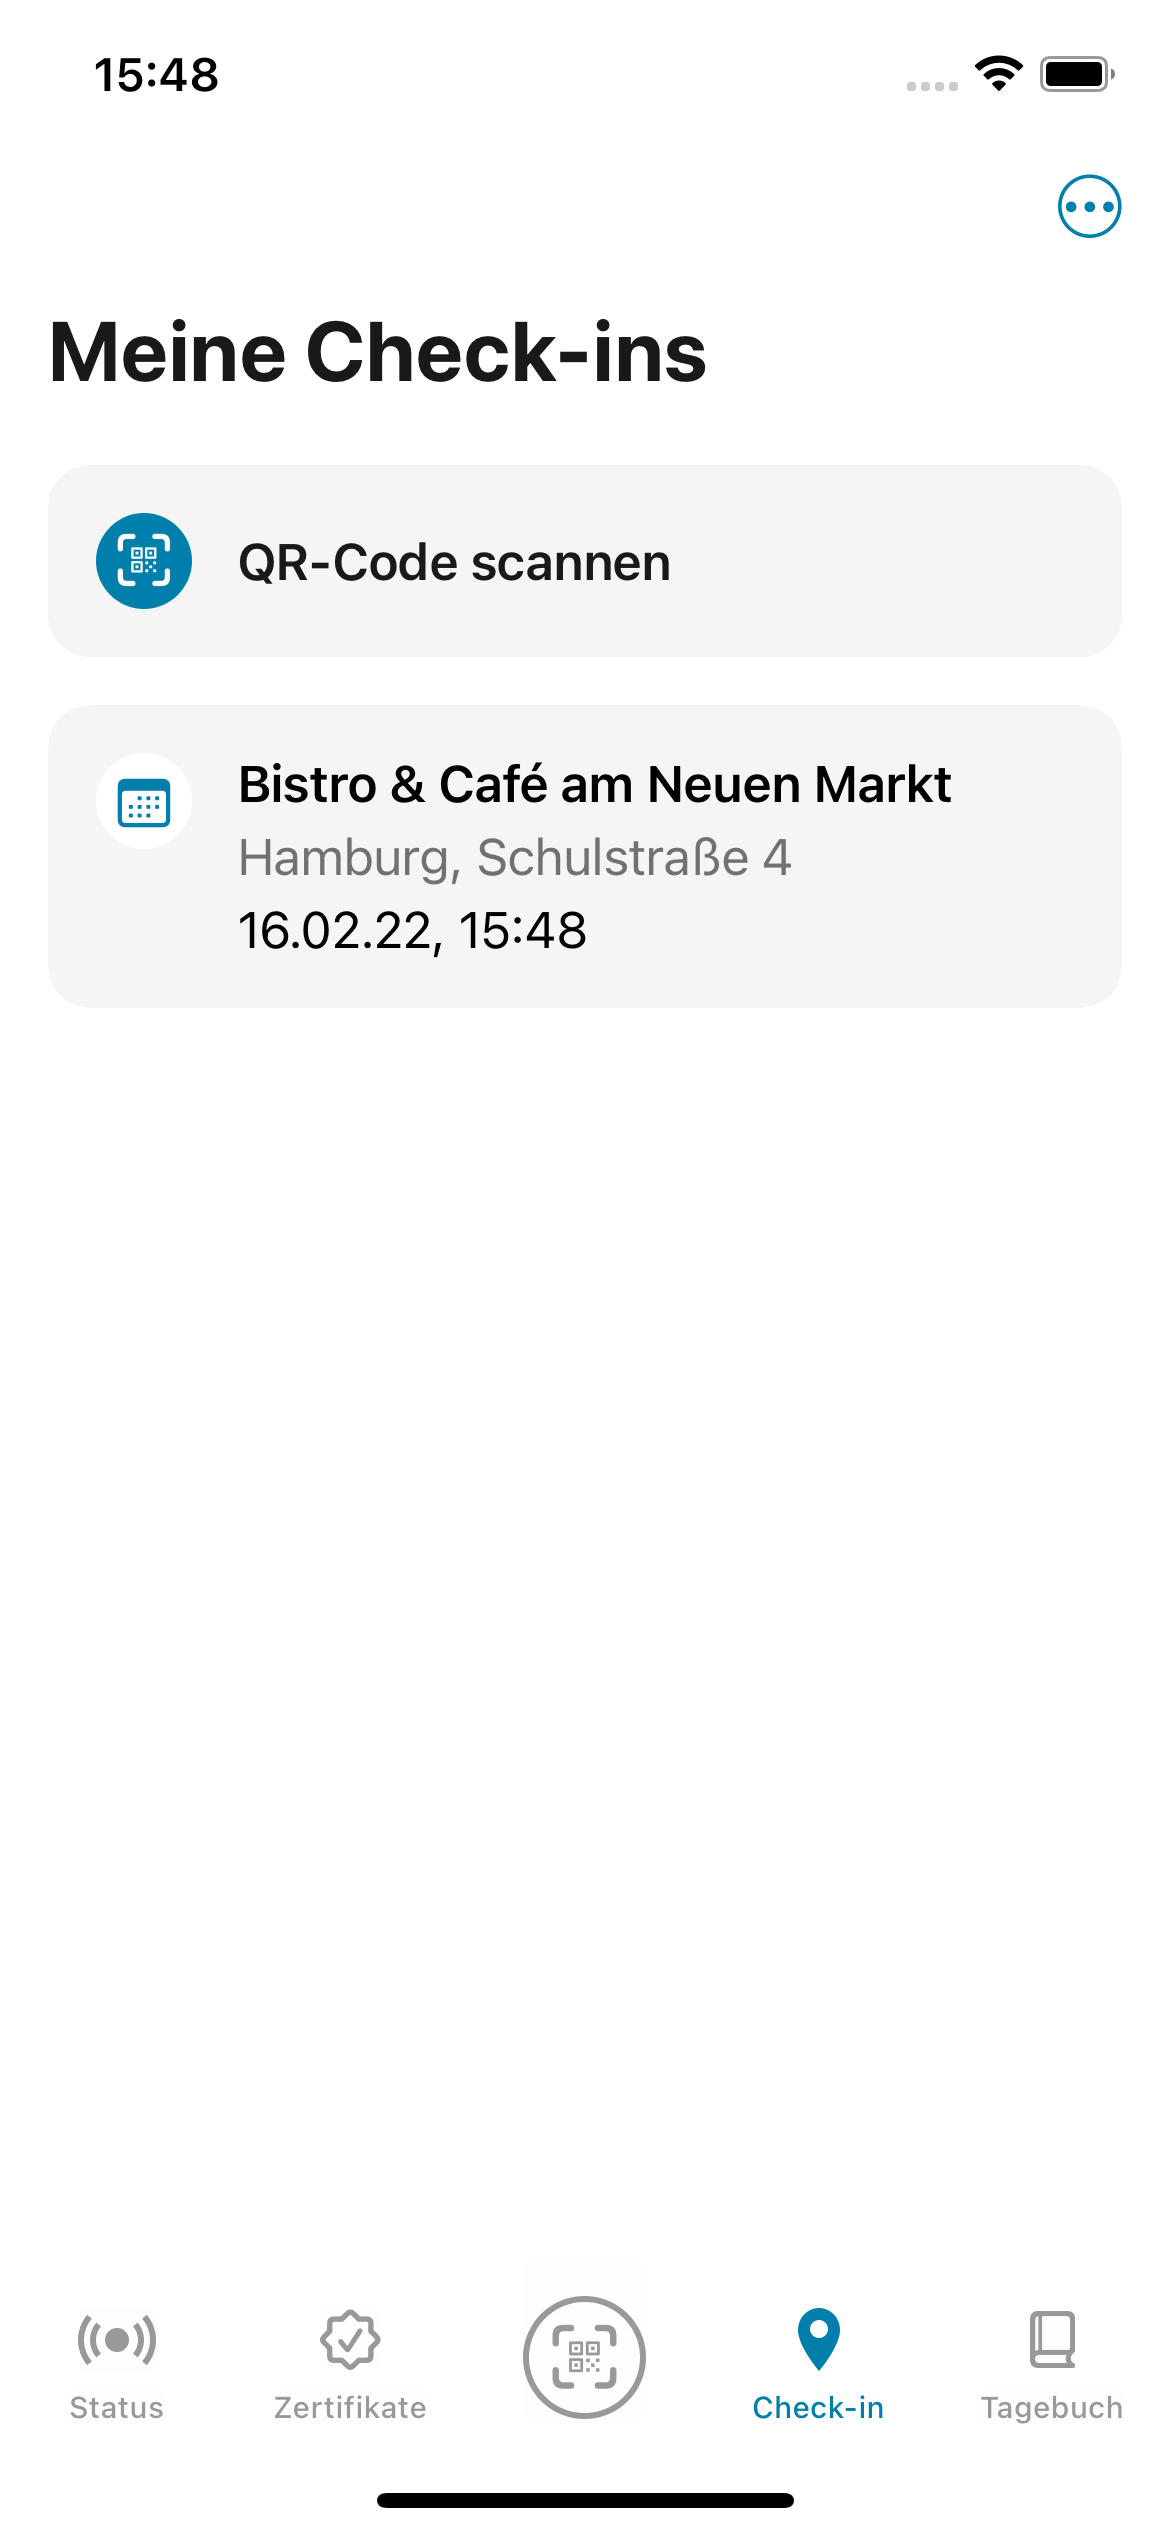 15:48
Meine Check-ins
QR-Code scannen
Bistro & Café am Neuen Markt
Hamburg, Schulstraße 4
16.02.22, 15:48
Status
Zertifikate
Check-in
Tagebuch